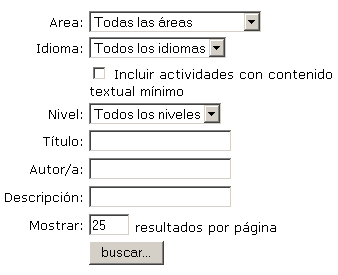 Area: Todas las áreas
Idioma: Todos los idiomas
Incluir actividades con contenido
textual mínimo
Nivel: Todos los niveles
Título:
Autor/a:
Descripción:
Mostrar: 25 resultados por página
buscar...